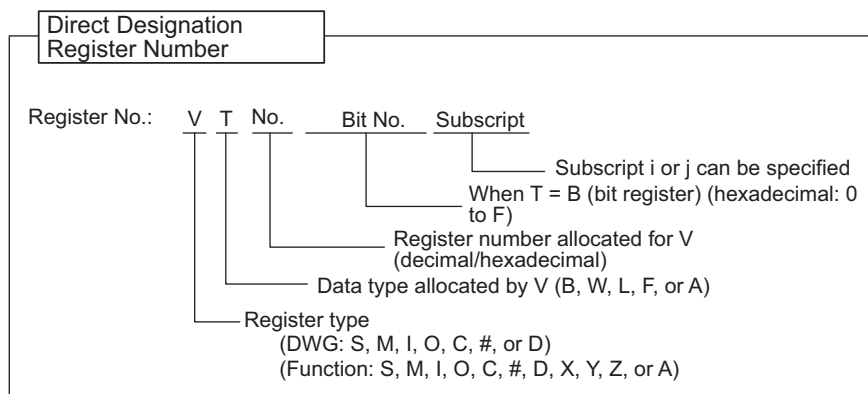 Direct Designation
Register Number
Register No.: V T No. Bit No. Subscript
Subscript i or j can be specified
When T = B (bit register) (hexadecimal: 0
to F)
Register number allocated for V
(decimal/hexadecimal)
Data type allocated by V (B, W, L, F, or A)
Register type
(DWG: S, M, I, O, C, #, or D)
(Function: S, M, I, O, C, #, D, X, Y, Z, or A)